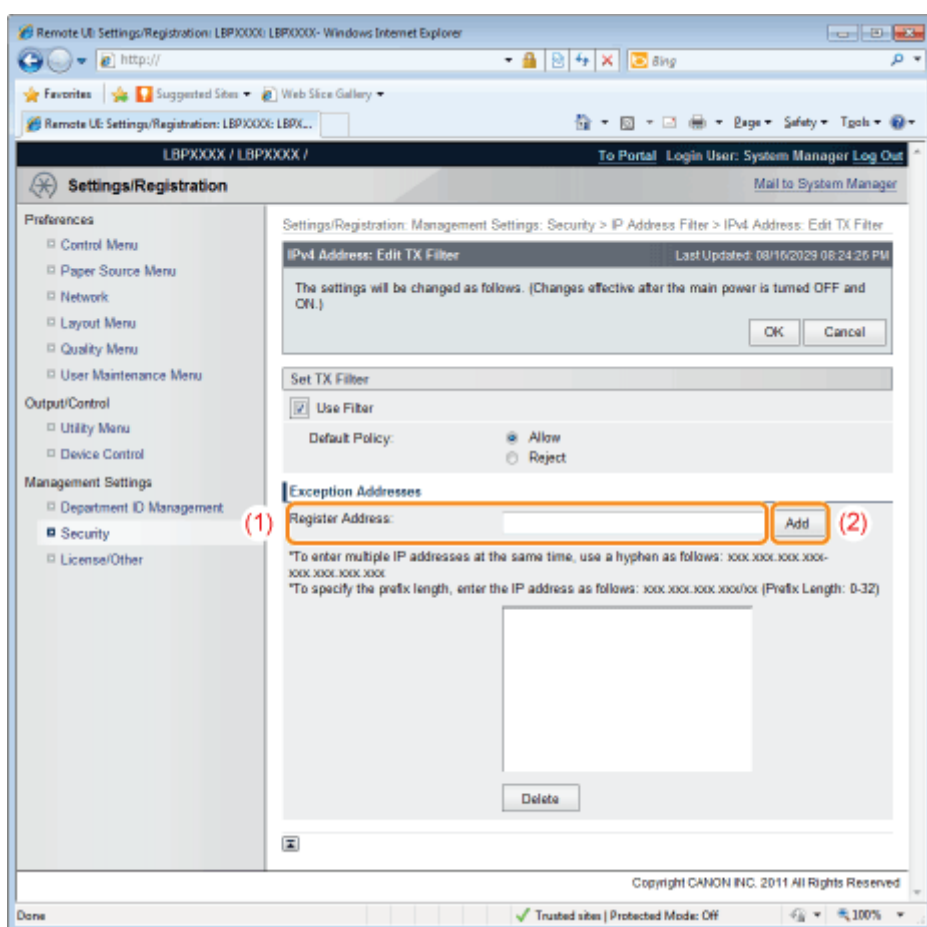 Remote UI: Settings/Registration: LBPXXXX: LBPXXXX- Windows Internet Explorer
http://
Bing
Favorites Suggested Sites Web Slice Gallery
Remote UI: Settings/Registration: LBPXXXX: LBPX...
Page Safety Tools
LBPXXXX / LBPXXXX /
To Portal Login User: System Manager Log Out
Settings/Registration
Mail to System Manager
Preferences
Control Menu
Paper Source Menu
Network
Layout Menu
Quality Menu
User Maintenance Menu
Output/Control
Utility Menu
Device Control
Management Settings
Department ID Management
Security
License/Other
Settings/Registration: Management Settings: Security > IP Address Filter > IPv4 Address: Edit TX Filter
IPv4 Address: Edit TX Filter
Last Updated: 08/16/2029 08:24:26 PM
The settings will be changed as follows. (Changes effective after the main power is turned OFF and
ON.)
OK Cancel
Set TX Filter
Use Filter
Default Policy:
Allow
Reject
Exception Addresses
(1) Register Address: Add (2)
*To enter multiple IP addresses at the same time, use a hyphen as follows: xxx.xxx.xxx.xxx-
xxx.xxx.xxx.xxx
*To specify the prefix length, enter the IP address as follows: xxx.xxx.xxx.xxx/xx (Prefix Length: 0-32)
Delete
Copyright CANON INC. 2011 All Rights Reserved
Done
Trusted sites | Protected Mode: Off
100%